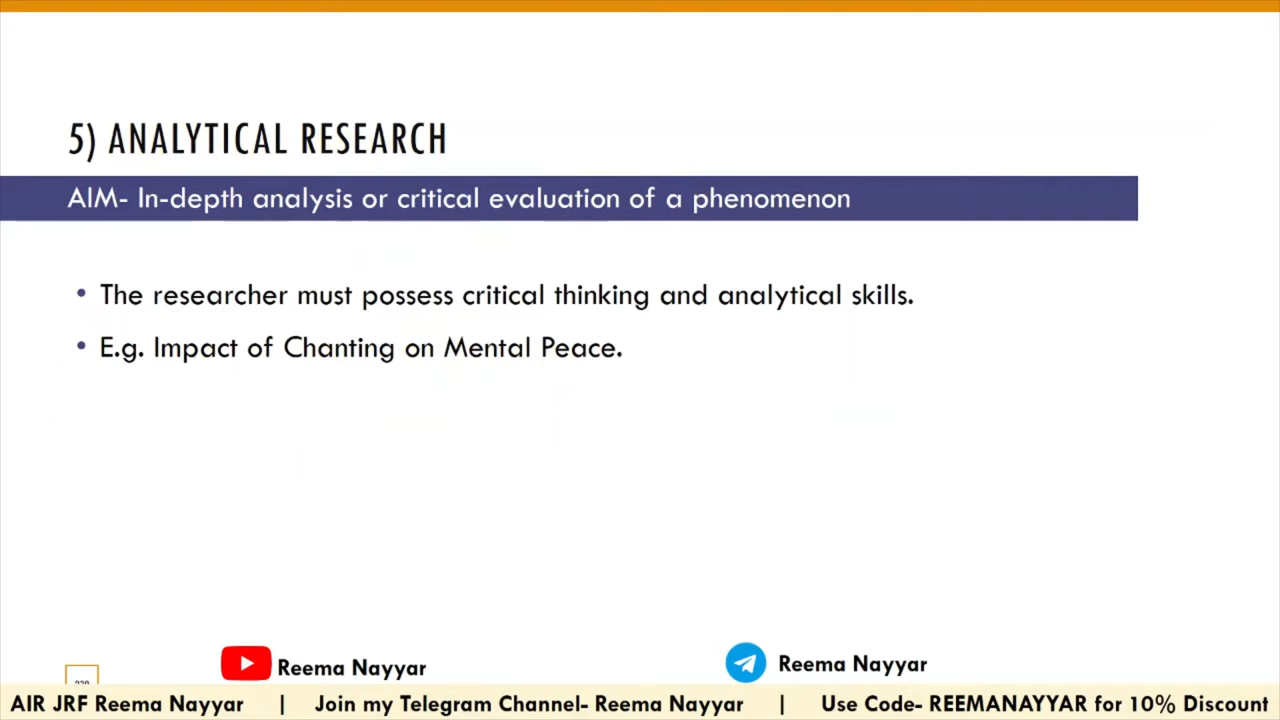 5) ANALYTICAL RESEARCH
AIM- In-depth analysis or critical evaluation of a phenomenon
• The researcher must possess critical thinking and analytical skills.
• E.g. Impact of Chanting on Mental Peace.
Reema Nayyar
Reema Nayyar
AIR JRF Reema Nayyar | Join my Telegram Channel- Reema Nayyar | Use Code- REEMANAYYAR for 10% Discount